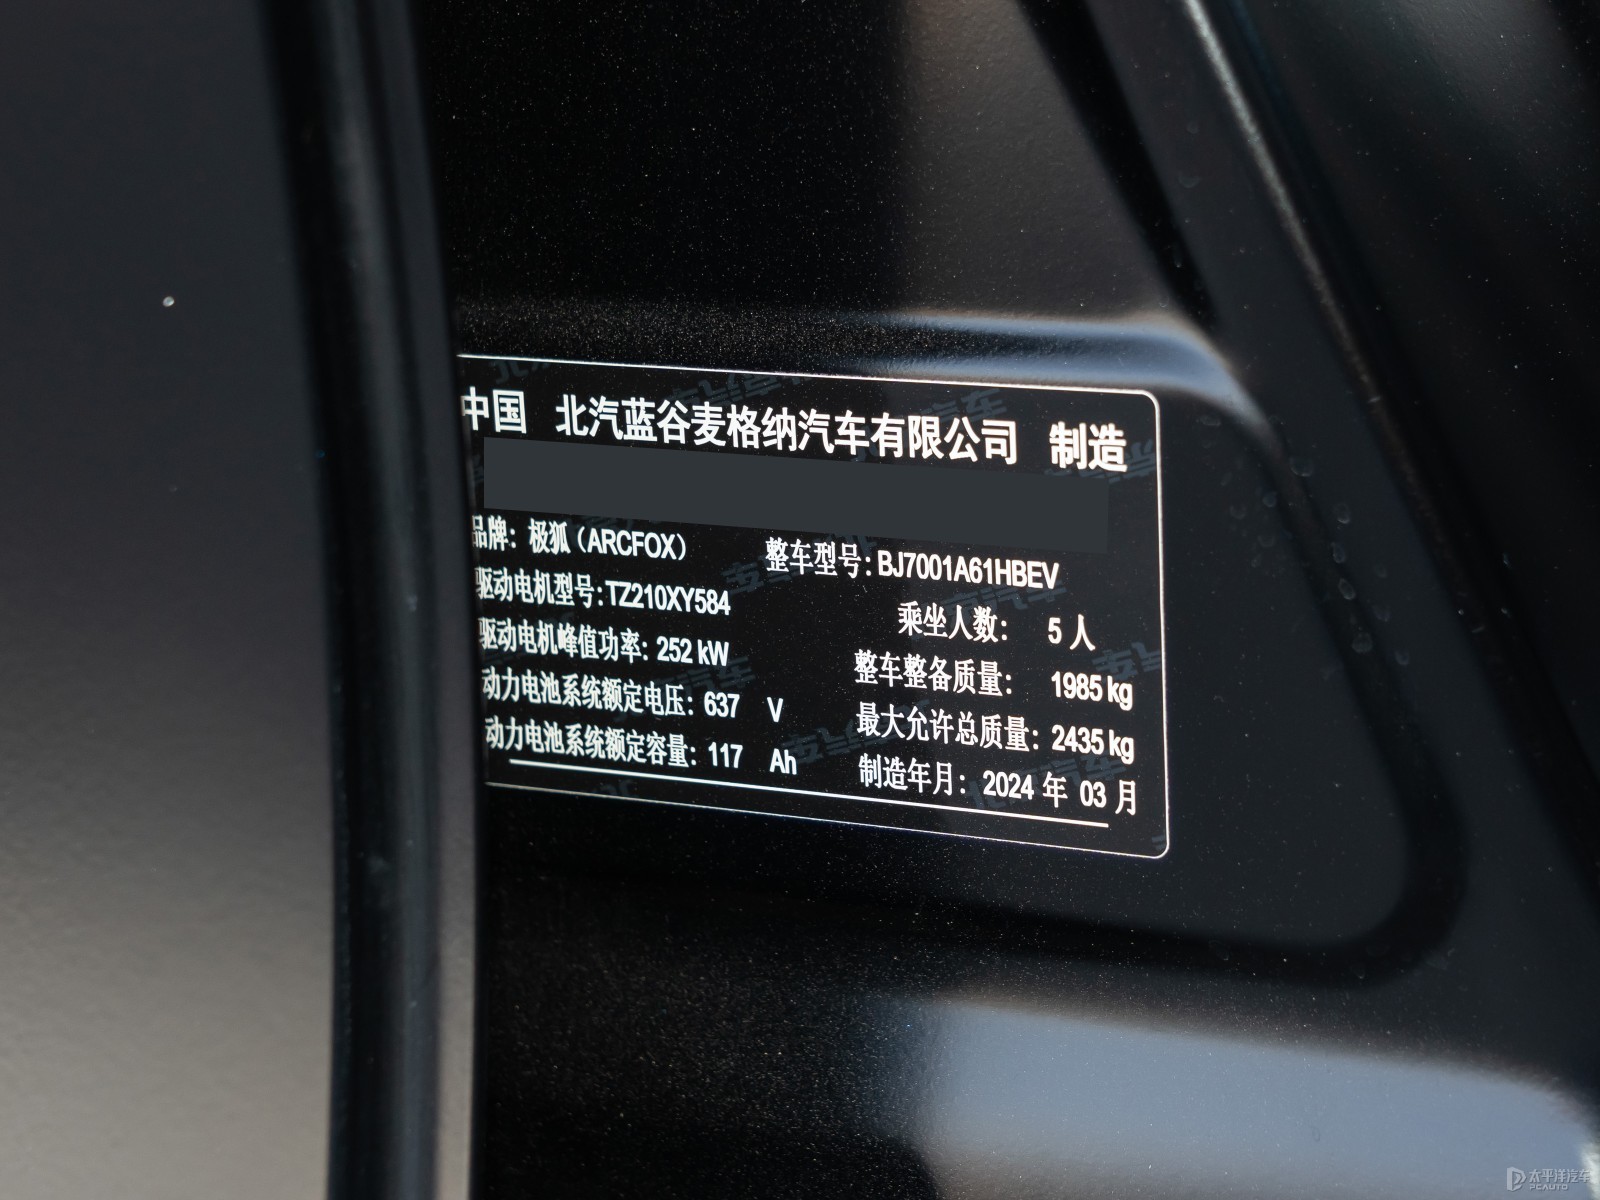 中国 北汽蓝谷麦格纳汽车有限公司 制造
品牌：极狐（ARCFOX） 整车型号：BJ7001A61HBEV
驱动电机型号：TZ210XY584 乘坐人数： 5 人
驱动电机峰值功率：252 kW 整车整备质量： 1985 kg
动力电池系统额定电压：637 V 最大允许总质量：2435 kg
动力电池系统额定容量：117 Ah 制造年月：2024 年 03 月
太平洋汽车
PCAUTO